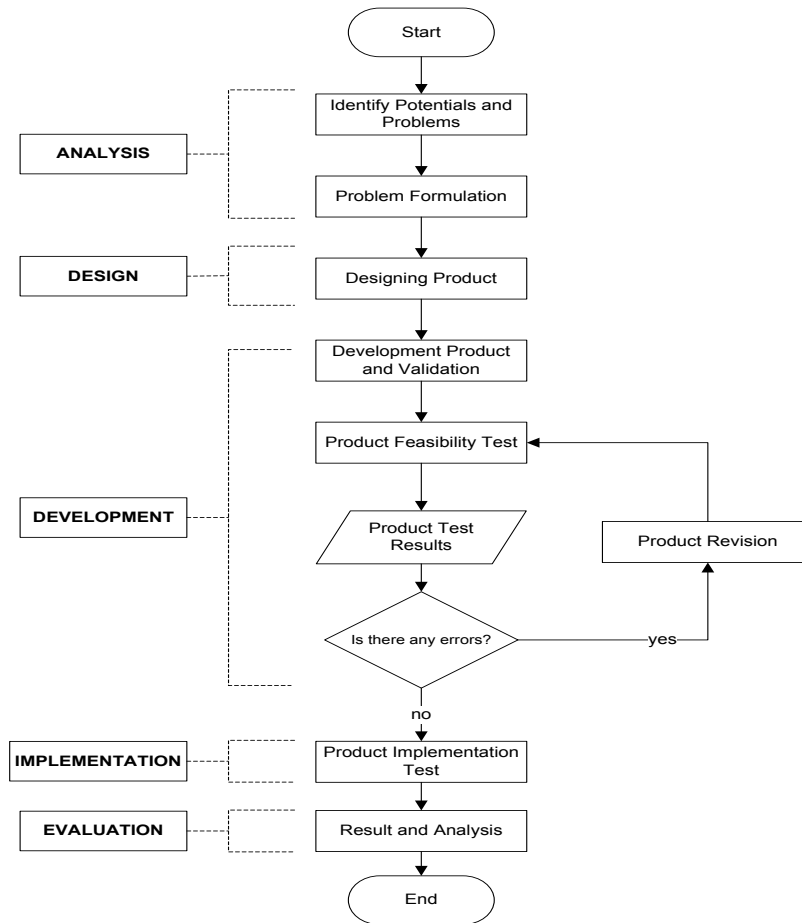 Start
Identify Potentials and
Problems
ANALYSIS
Problem Formulation
DESIGN
Designing Product
Development Product
and Validation
Product Feasibility Test
DEVELOPMENT
Product Test
Results
Product Revision
Is there any errors?
yes
no
IMPLEMENTATION
Product Implementation
Test
EVALUATION
Result and Analysis
End